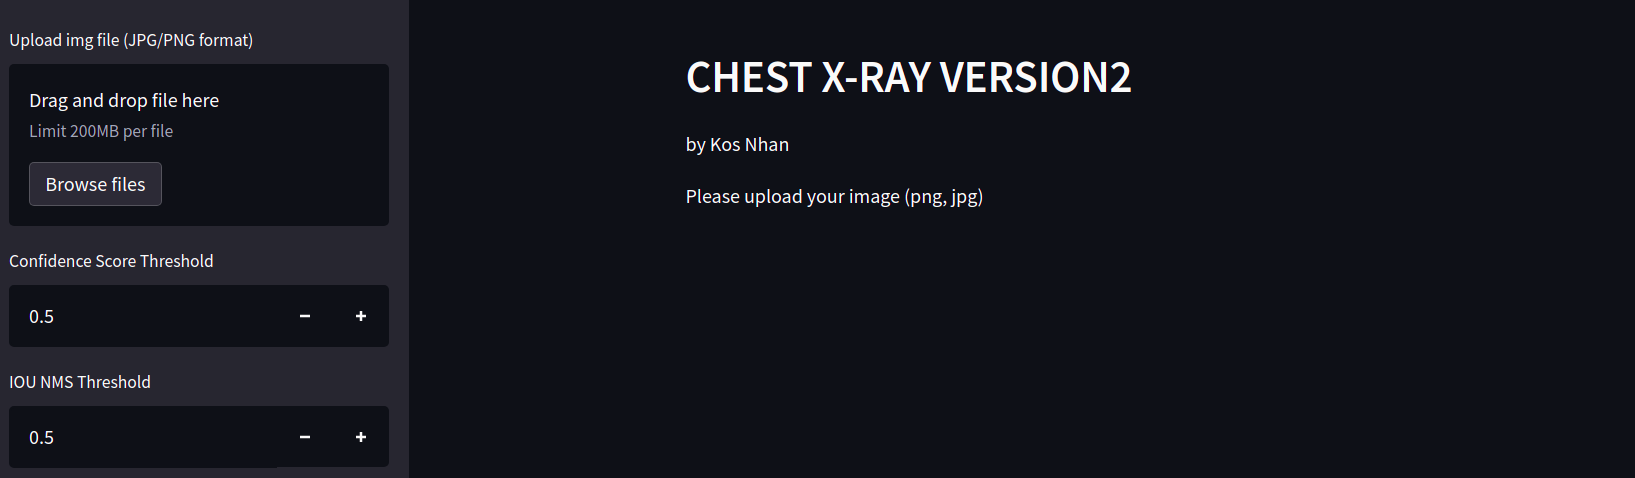 Upload img file (JPG/PNG format)
Drag and drop file here
Limit 200MB per file
Browse files
Confidence Score Threshold
0.5
IOU NMS Threshold
0.5
CHEST X-RAY VERSION2
by Kos Nhan
Please upload your image (png, jpg)